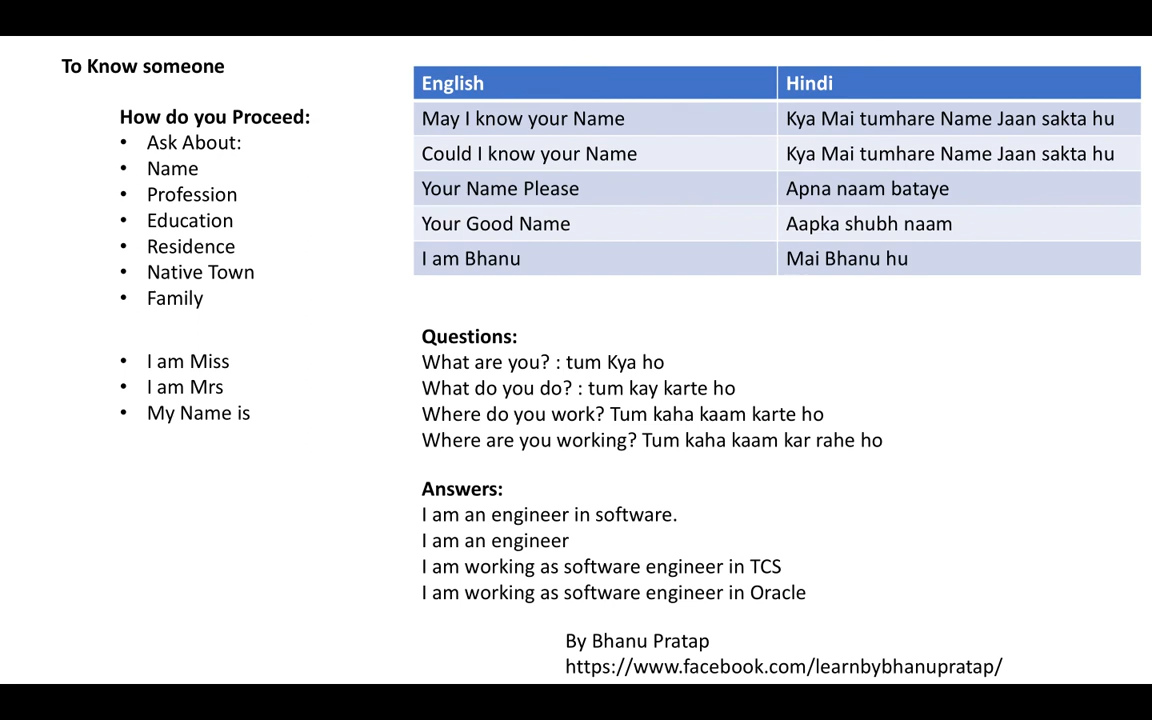 To Know someone
How do you Proceed:
• Ask About:
• Name
• Profession
• Education
• Residence
• Native Town
• Family
• I am Miss
• I am Mrs
• My Name is
English Hindi
May I know your Name Kya Mai tumhare Name Jaan sakta hu
Could I know your Name Kya Mai tumhare Name Jaan sakta hu
Your Name Please Apna naam bataye
Your Good Name Aapka shubh naam
I am Bhanu Mai Bhanu hu
Questions:
What are you? : tum Kya ho
What do you do? : tum kay karte ho
Where do you work? Tum kaha kaam karte ho
Where are you working? Tum kaha kaam kar rahe ho
Answers:
I am an engineer in software.
I am an engineer
I am working as software engineer in TCS
I am working as software engineer in Oracle
By Bhanu Pratap
https://www.facebook.com/learnbybhanupratap/